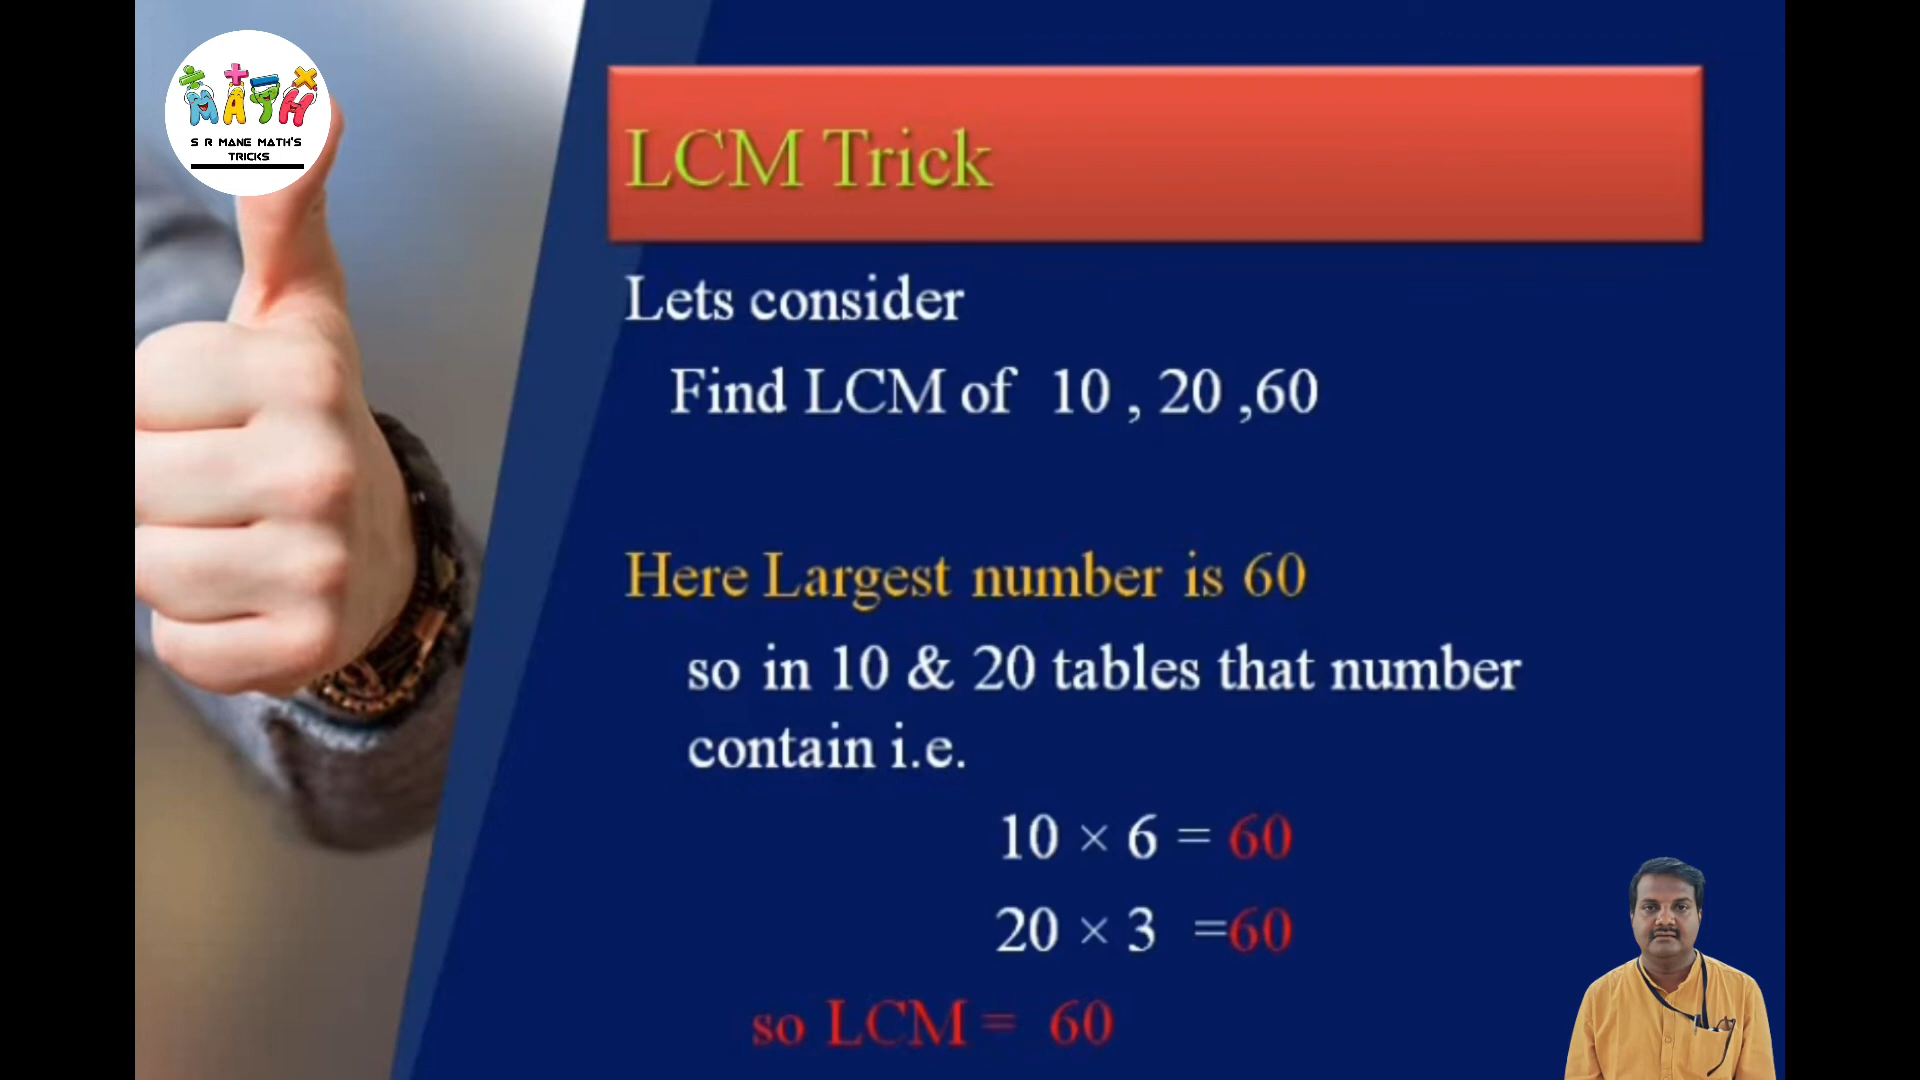 MATH
S R MANE MATH'S
TRICKS
LCM Trick
Lets consider
Find LCM of 10 , 20 ,60
Here Largest number is 60
so in 10 & 20 tables that number
contain i.e.
10 × 6 = 60
20 × 3 =60
so LCM = 60